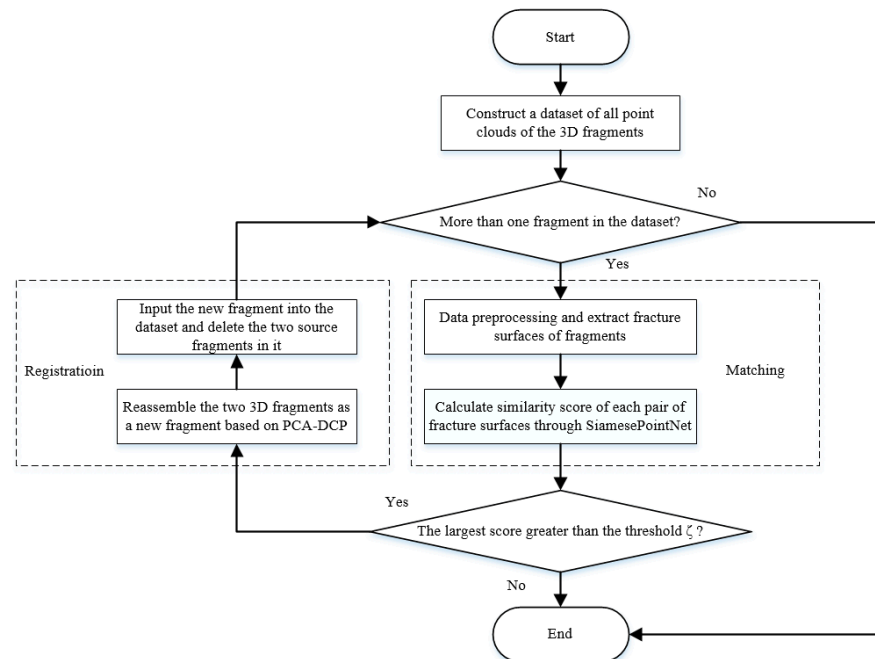 Start
Construct a dataset of all point
clouds of the 3D fragments
No
More than one fragment in the dataset?
Yes
Input the new fragment into the
dataset and delete the two source
fragments in it
Data preprocessing and extract fracture
surfaces of fragments
Registratioin
Matching
Reassemble the two 3D fragments as
a new fragment based on PCA-DCP
Calculate similarity score of each pair of
fracture surfaces through SiamesePointNet
Yes
The largest score greater than the threshold ζ ?
No
End